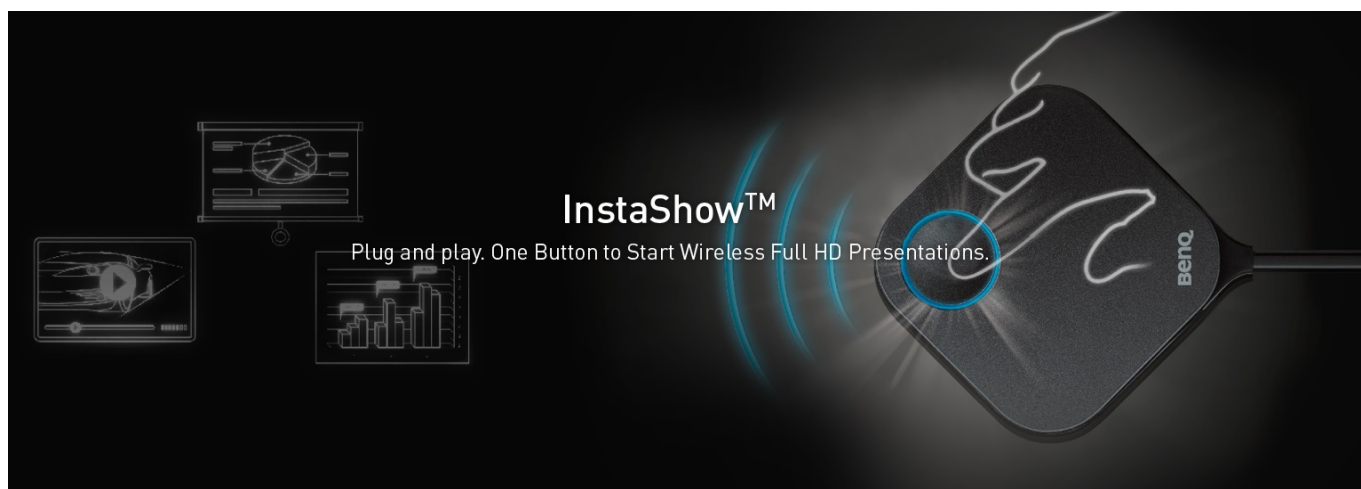 InstaShow™
Plug and play. One Button to Start Wireless Full HD Presentations.
BenQ